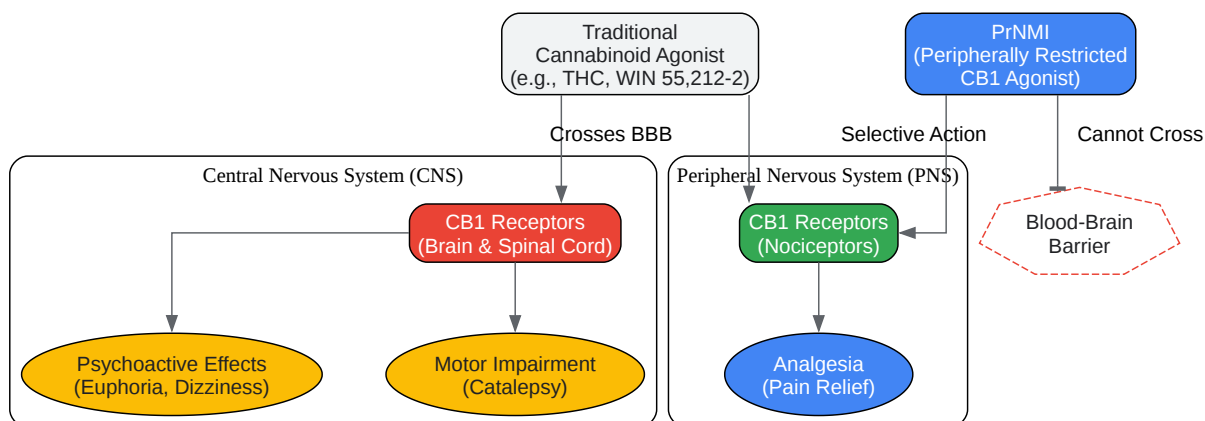 Traditional
Cannabinoid Agonist
(e.g., THC, WIN 55,212-2)
PrNMI
(Peripherally Restricted
CB1 Agonist)
Crosses BBB
Selective Action
Cannot Cross
Central Nervous System (CNS)
Peripheral Nervous System (PNS)
CB1 Receptors
(Brain & Spinal Cord)
CB1 Receptors
(Nociceptors)
Blood-Brain
Barrier
Psychoactive Effects
(Euphoria, Dizziness)
Motor Impairment
(Catalepsy)
Analgesia
(Pain Relief)